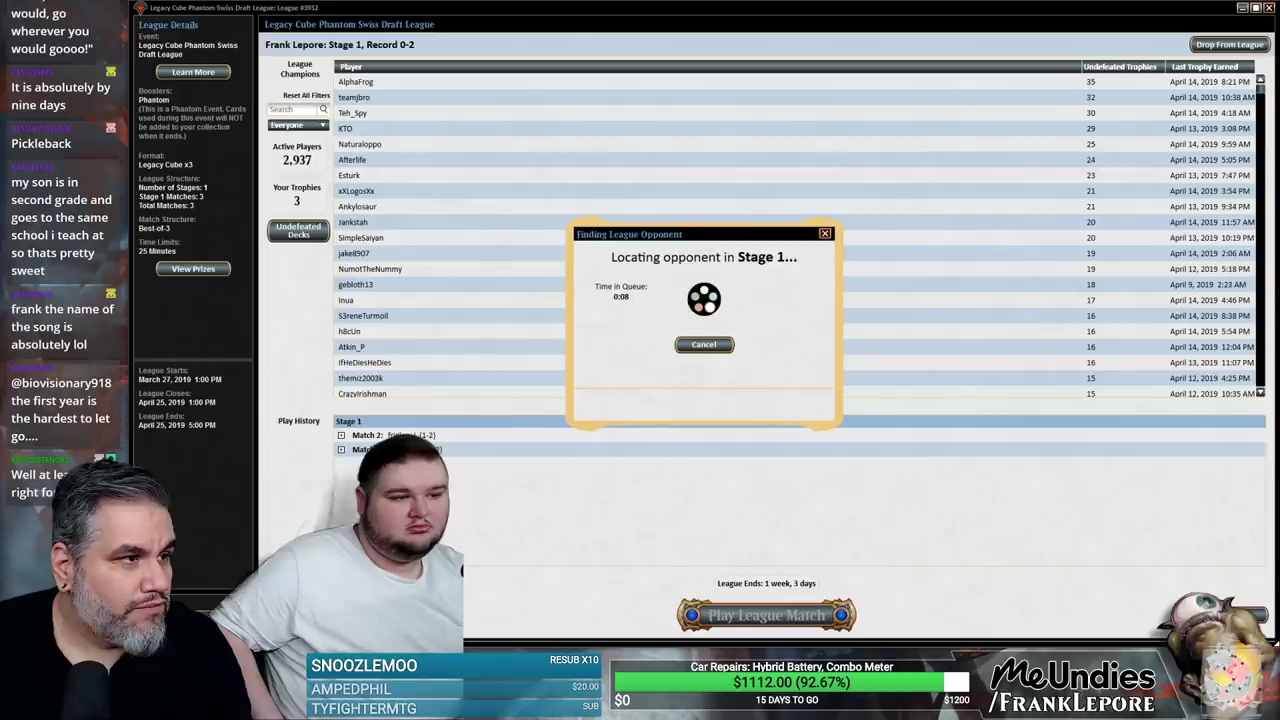 Legacy Cube Phantom Swiss Draft League: League #3932
would, go
wherever you
would goooo!"
It is absolutely by
nine days
Pickleback
my son is in
second grade and
goes to the same
school i teach at
so thats pretty
frank the name of
the song is
absolutely lol
@biovisionary918
the first year is
the hardest to let
go....
Well at lea
right fo
League Details
Event:
Legacy Cube Phantom Swiss
Draft League
Learn More
Boosters:
Phantom
(This is a Phantom Event. Cards
used during this event will NOT
be added to your collection
when it ends.)
Format:
Legacy Cube x3
League Structure:
Number of Stages: 1
Stage 1 Matches: 3
Total Matches: 3
Match Structure:
Best-of-3
Time Limits:
25 Minutes
View Prizes
League Starts:
March 27, 2019 1:00 PM
League Closes:
April 25, 2019 1:00 PM
League Ends:
April 25, 2019 5:00 PM
Legacy Cube Phantom Swiss Draft League
Frank Lepore: Stage 1, Record 0-2
Drop From League
League
Champions
Reset All Filters
Search
Everyone
Active Players
2,937
Your Trophies
3
Undefeated
Decks
Player Undefeated Trophies Last Trophy Earned
AlphaFrog 35 April 14, 2019 8:21 PM
teamjbro 32 April 14, 2019 10:38 AM
Teh_Spy 30 April 14, 2019 4:18 AM
KTO 29 April 13, 2019 3:08 PM
Naturaloppo 25 April 14, 2019 9:59 AM
Afterlife 24 April 14, 2019 5:05 PM
Esturk 23 April 13, 2019 7:47 PM
xXLogosXx 21 April 14, 2019 3:54 PM
Ankylosaur 21 April 13, 2019 9:34 PM
Jankstah 20 April 14, 2019 11:57 AM
SimpleSaiyan 20 April 13, 2019 10:19 PM
jake8907 19 April 14, 2019 2:06 AM
NumotTheNummy 19 April 12, 2019 5:18 PM
gebloth13 18 April 9, 2019 2:23 AM
Inua 17 April 14, 2019 4:46 PM
S3reneTurmoil 16 April 14, 2019 8:38 PM
h8cUn 16 April 14, 2019 5:54 PM
Atkin_P 16 April 14, 2019 12:04 PM
IfHeDiesHeDies 16 April 13, 2019 11:07 PM
themiz2003k 15 April 12, 2019 4:25 PM
CrazyIrishman 15 April 12, 2019 10:35 AM
Finding League Opponent
Locating opponent in Stage 1...
Time in Queue:
0:08
Cancel
Play History
Stage 1
Match 2: (1-2)
Matc
League Ends: 1 week, 3 days
Play League Match
SNOOZLEMOO RESUB X10
AMPEDPHIL $20.00
TYFIGHTERMTG SUB
Car Repairs: Hybrid Battery, Combo Meter
$1112.00 (92.67%)
$0 15 DAYS TO GO $1200
MeUndies
/FRANKLEPORE